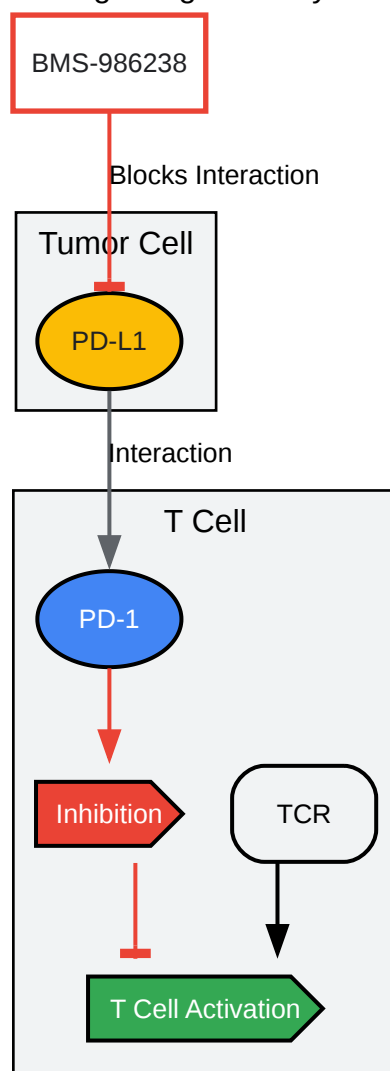 BMS-986238
Blocks Interaction
Tumor Cell
PD-L1
Interaction
T Cell
PD-1
Inhibition
TCR
T Cell Activation